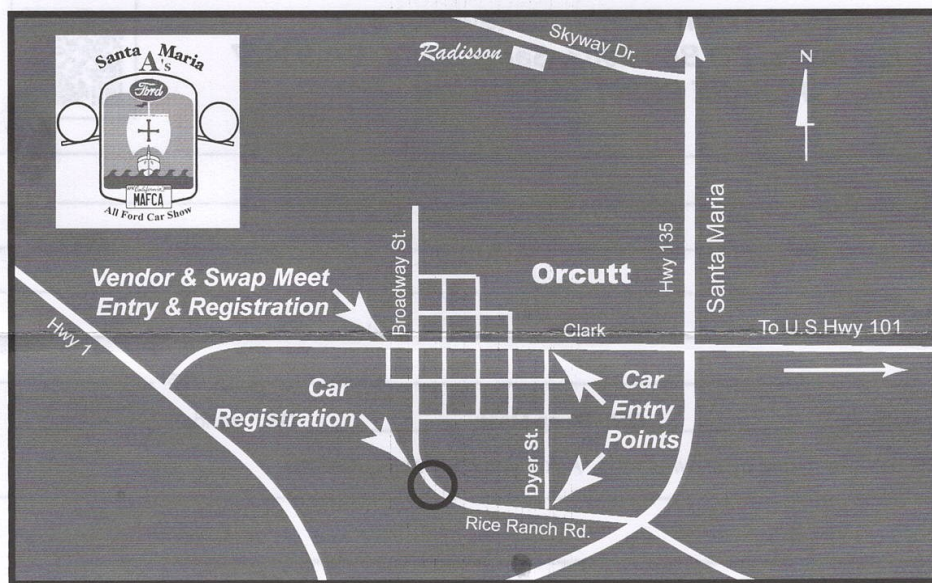 Santa Maria
A's
Ford
California
MAFCA
All Ford Car Show
Radisson
Skyway Dr.
N
Hwy 135
Santa Maria
Broadway St.
Orcutt
Vendor & Swap Meet
Entry & Registration
Hwy 1
Clark
To U.S.Hwy 101
Car
Registration
Car
Entry
Points
Dyer St.
Rice Ranch Rd.